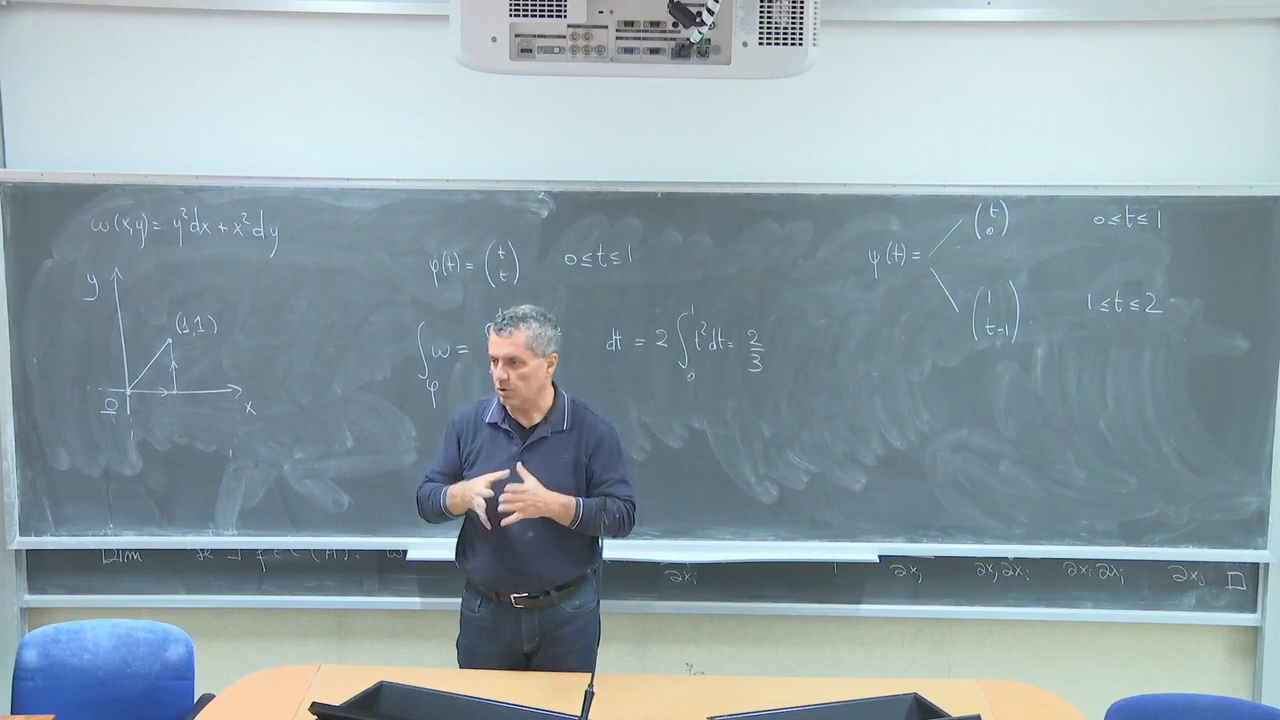 ω(x,y) = y²dx + x²dy
y
(1,1)
0
x
φ(t) = (t t) 0≤t≤1
∫φ ω =
dt = 2 ∫₀¹ t²dt = 2/3
ψ(t) =
(t 0) 0≤t≤1
(1 t-1) 1≤t≤2
Dim
∂xᵢ
∂xⱼ
∂xⱼ∂xᵢ
∂xᵢ∂xⱼ
□